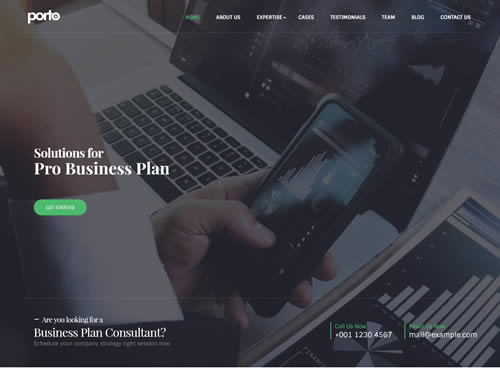 porto
HOME ABOUT US EXPERTISE CASES TESTIMONIALS TEAM BLOG CONTACT US
Solutions for
Pro Business Plan
GET STARTED
– Are you looking for a
Business Plan Consultant?
Schedule your company strategy right session now
Call Us Now
+001 1230 4567
Email Us Now
mail@example.com
FINANCE